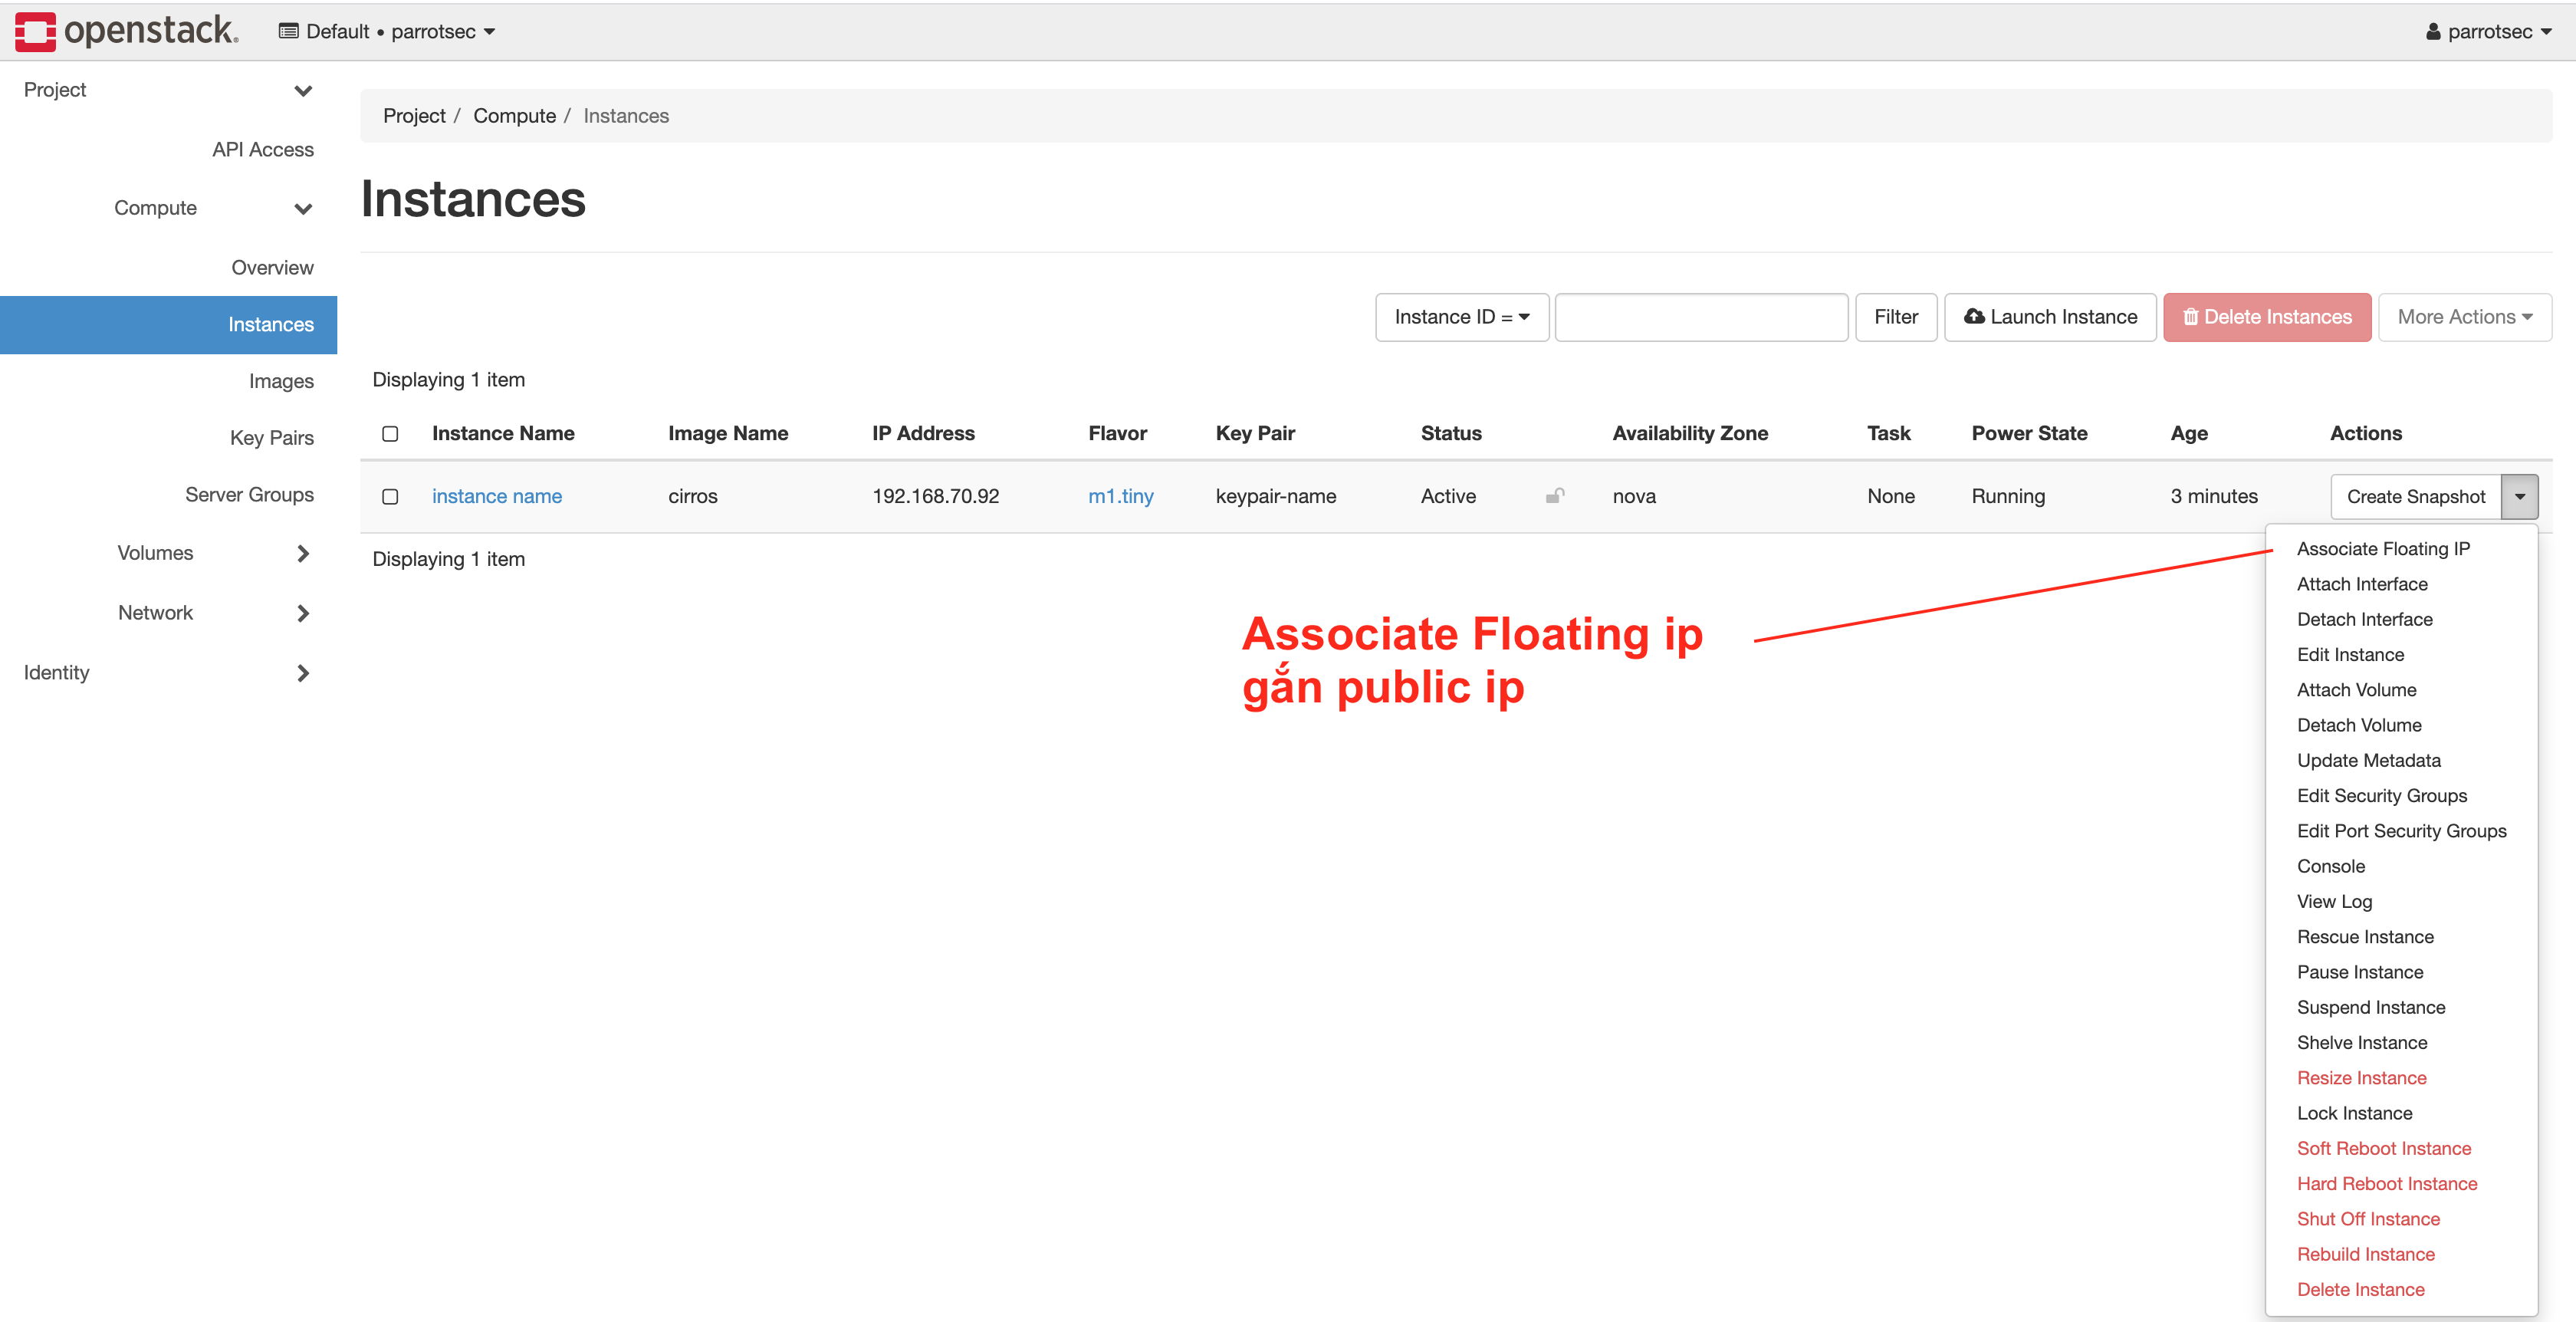 openstack.
Default • parrotsec
parrotsec
Project
API Access
Compute
Overview
Instances
Images
Key Pairs
Server Groups
Volumes
Network
Identity
Project / Compute / Instances
Instances
Instance ID =
Filter
Launch Instance
Delete Instances
More Actions
Displaying 1 item
Instance Name Image Name IP Address Flavor Key Pair Status Availability Zone Task Power State Age Actions
instance name cirros 192.168.70.92 m1.tiny keypair-name Active nova None Running 3 minutes Create Snapshot
Displaying 1 item
Associate Floating ip
gắn public ip
Associate Floating IP
Attach Interface
Detach Interface
Edit Instance
Attach Volume
Detach Volume
Update Metadata
Edit Security Groups
Edit Port Security Groups
Console
View Log
Rescue Instance
Pause Instance
Suspend Instance
Shelve Instance
Resize Instance
Lock Instance
Soft Reboot Instance
Hard Reboot Instance
Shut Off Instance
Rebuild Instance
Delete Instance